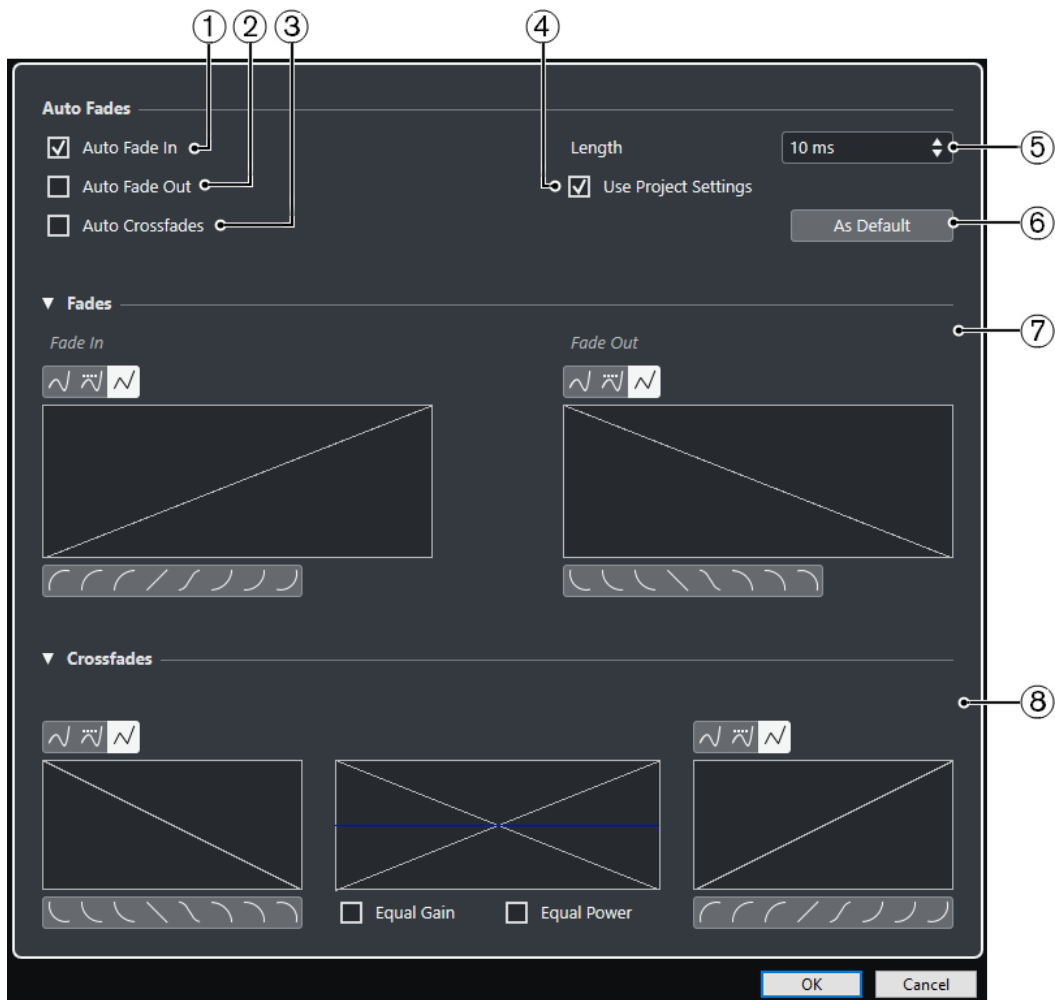 ① ② ③ ④
Auto Fades
Auto Fade In
Length
10 ms
⑤
Auto Fade Out
Use Project Settings
Auto Crossfades
As Default
⑥
Fades
⑦
Fade In
Fade Out
Crossfades
⑧
Equal Gain
Equal Power
OK
Cancel